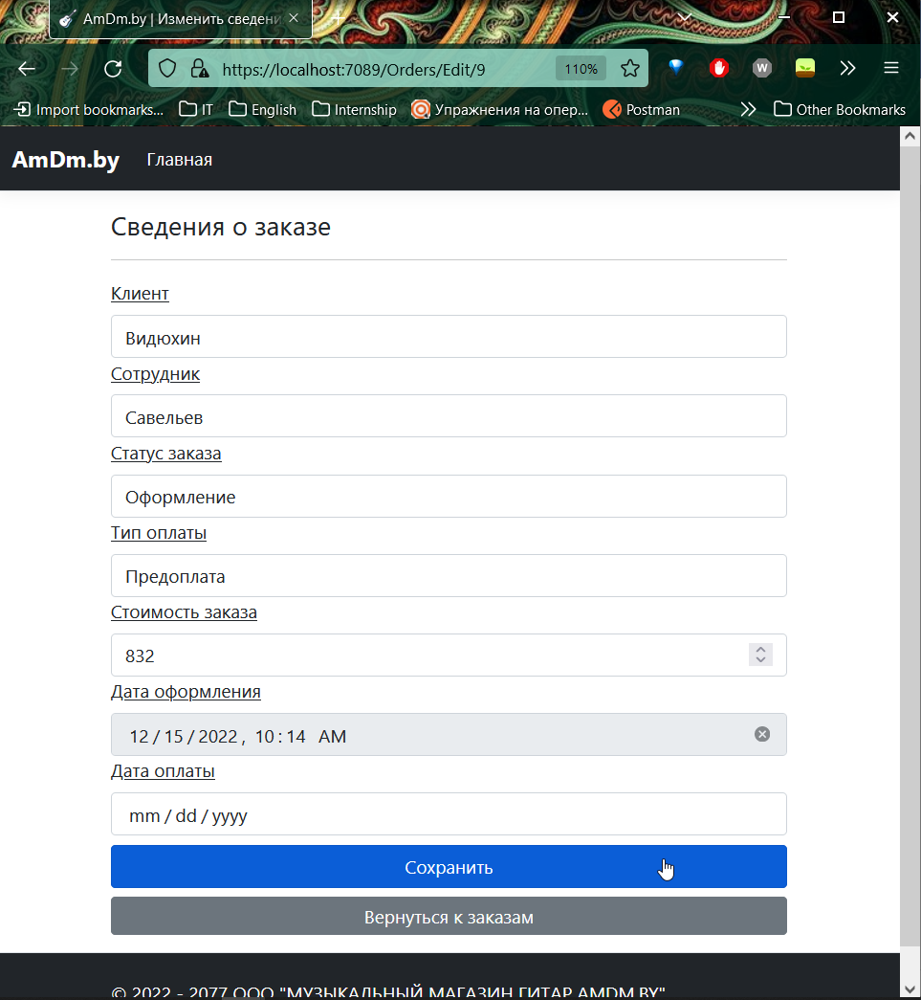 AmDm.by | Изменить сведени
https://localhost:7089/Orders/Edit/9
110%
W
Import bookmarks...
IT
English
Internship
Упражнения на опер...
Postman
Other Bookmarks
AmDm.by
Главная
Сведения о заказе
Клиент
Видюхин
Сотрудник
Савельев
Статус заказа
Оформление
Тип оплаты
Предоплата
Стоимость заказа
832
Дата оформления
12 / 15 / 2022 , 10 : 14 AM
Дата оплаты
mm / dd / yyyy
Сохранить
Вернуться к заказам
© 2022 - 2077 ООО "МУЗЫКАЛЬНЫЙ МАГАЗИН ГИТАР AMDM.BY"